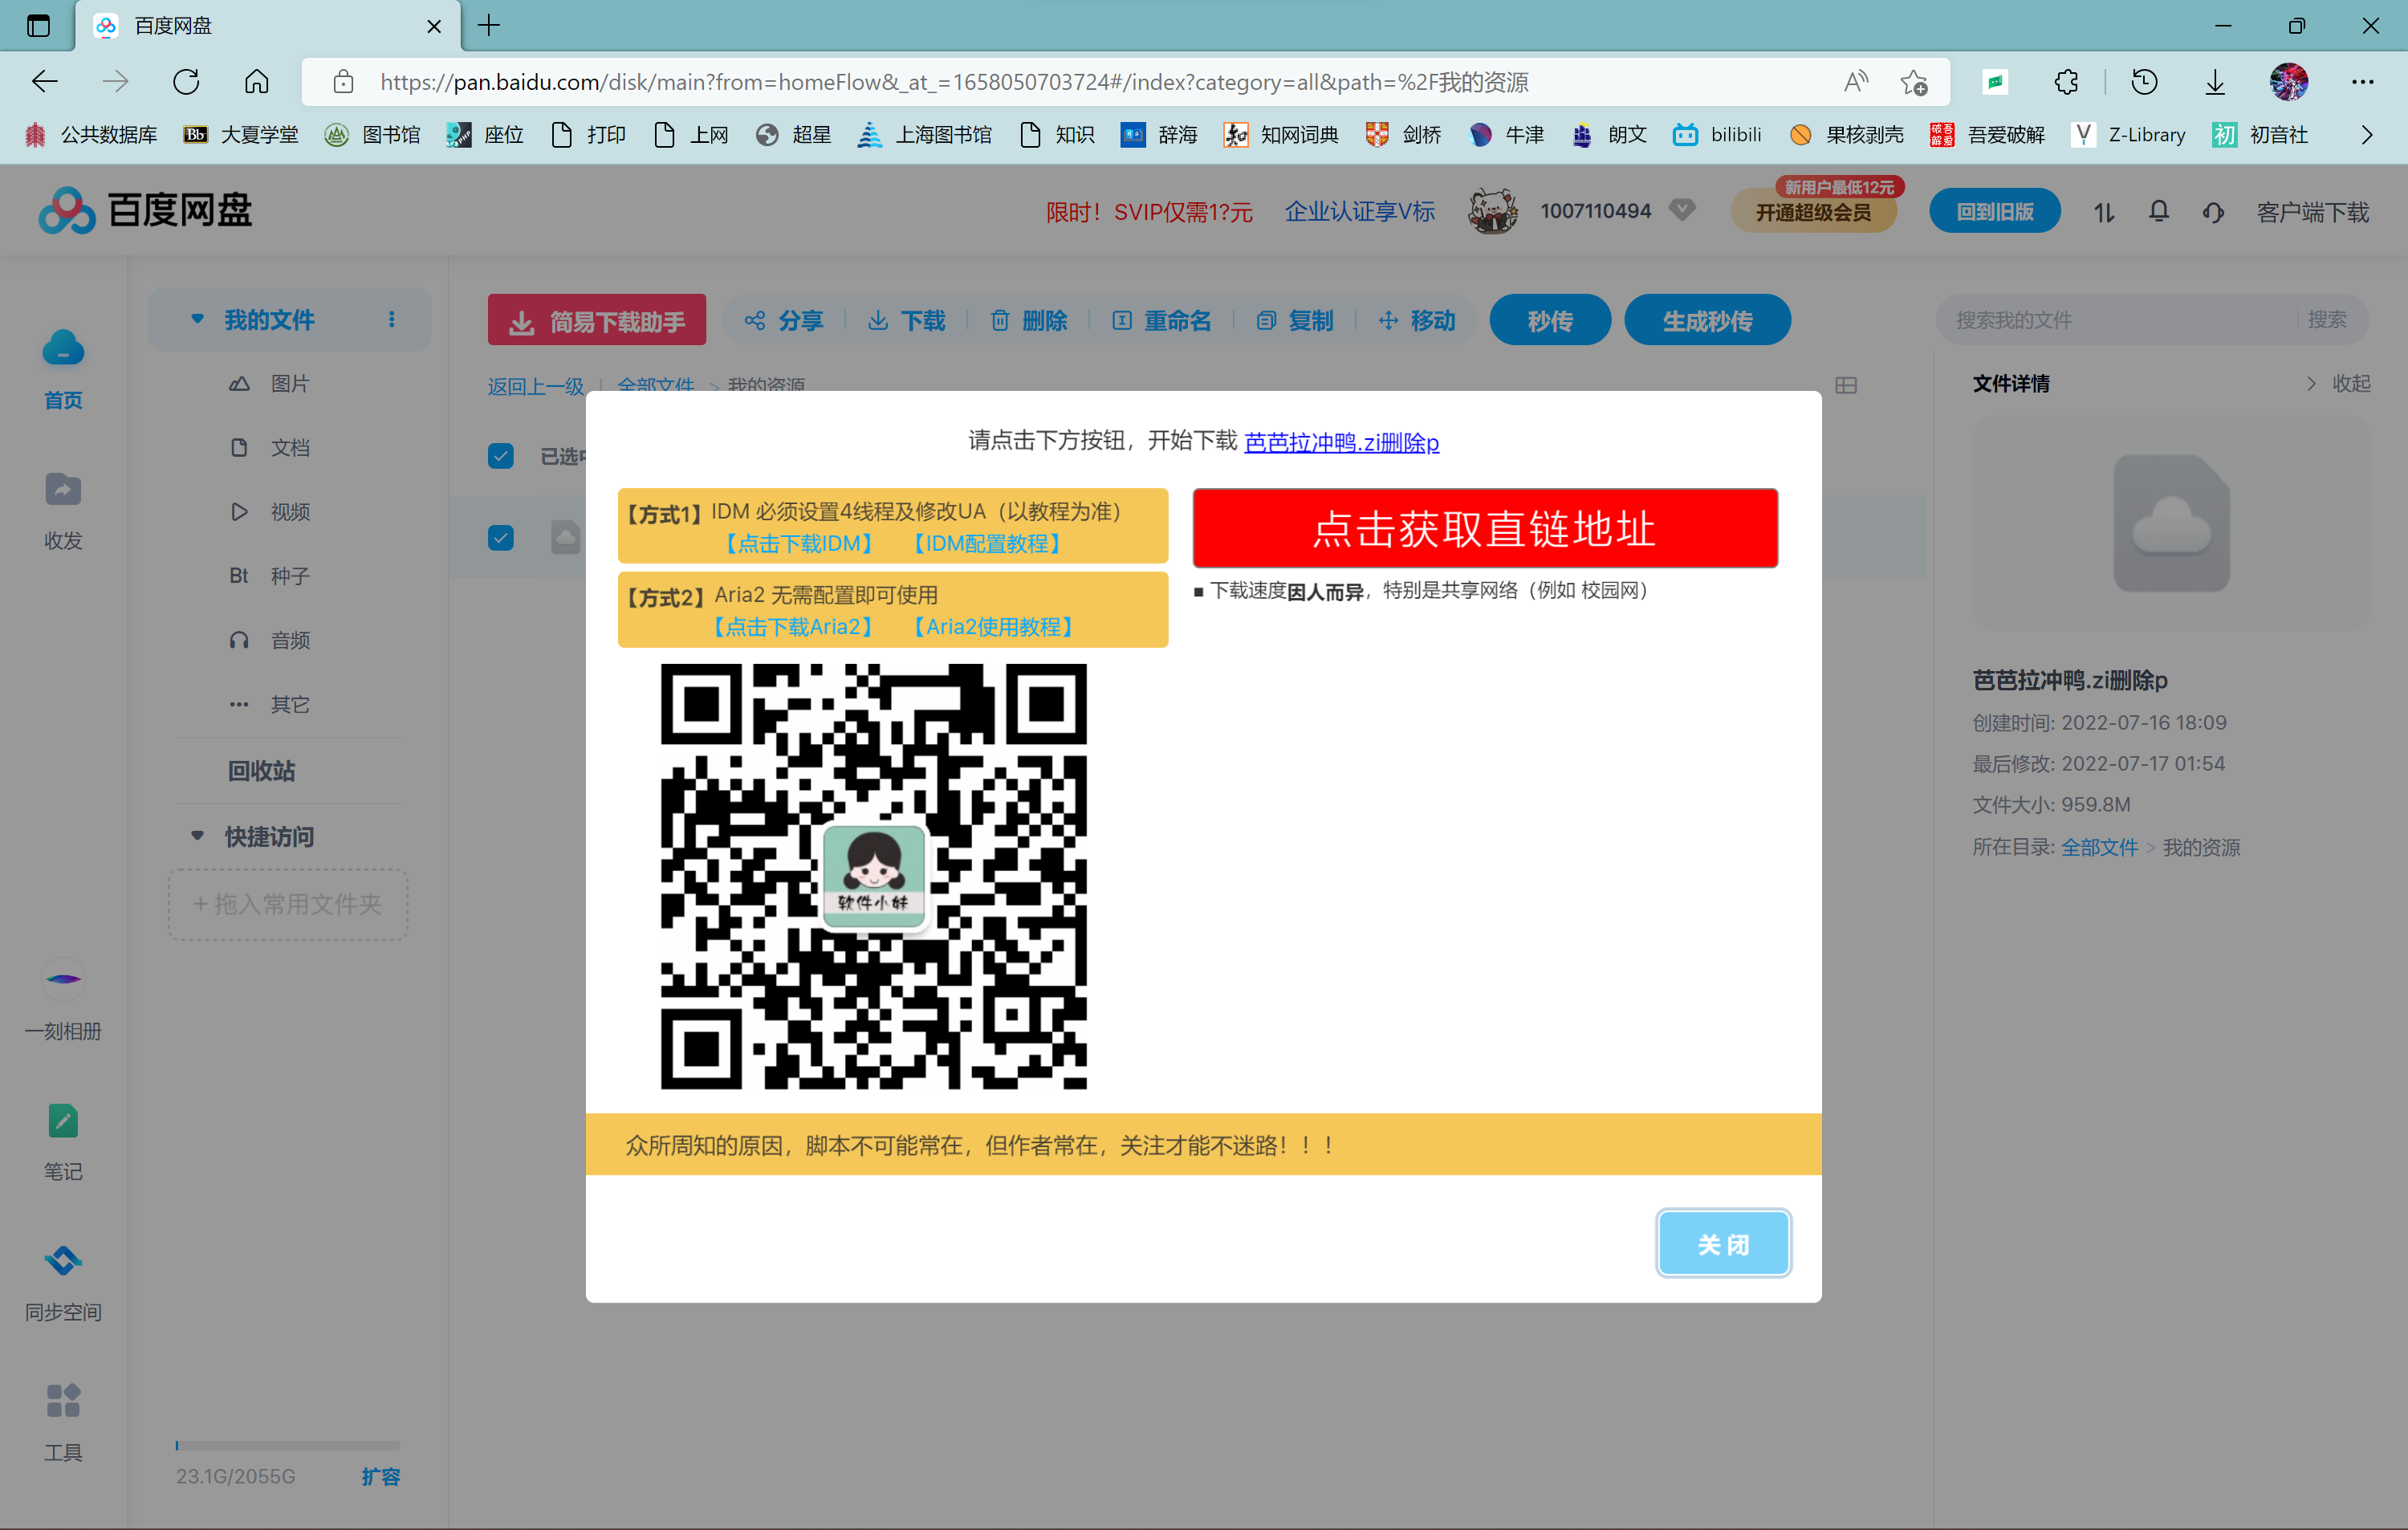 百度网盘
https://pan.baidu.com/disk/main?from=homeFlow&_at_=1658050703724#/index?category=all&path=%2F我的资源
公共数据库 Bb 大夏学堂 图书馆 座位 打印 上网 超星 上海图书馆 知识 辞海 知网词典 剑桥 牛津 朗文 bilibili 果核剥壳 吾爱破解 Z-Library 初 初音社
百度网盘
限时！SVIP仅需1?元 企业认证享V标 1007110494 开通超级会员 新用户最低12元 回到旧版 客户端下载
我的文件
图片
文档
视频
Bt 种子
音频
其它
回收站
快捷访问
+ 拖入常用文件夹
23.1G/2055G 扩容
首页
收发
一刻相册
笔记
同步空间
工具
简易下载助手 分享 下载 删除 重命名 复制 移动 秒传 生成秒传
搜索我的文件 搜索
返回上一级 | 全部文件 > 我的资源
已选中
请点击下方按钮，开始下载 芭芭拉冲鸭.zi删除p
【方式1】IDM 必须设置4线程及修改UA（以教程为准）
【点击下载IDM】 【IDM配置教程】
【方式2】Aria2 无需配置即可使用
【点击下载Aria2】 【Aria2使用教程】
点击获取直链地址
■ 下载速度因人而异，特别是共享网络（例如 校园网）
软件小妹
众所周知的原因，脚本不可能常在，但作者常在，关注才能不迷路！！！
关 闭
文件详情 收起
芭芭拉冲鸭.zi删除p
创建时间: 2022-07-16 18:09
最后修改: 2022-07-17 01:54
文件大小: 959.8M
所在目录: 全部文件 > 我的资源